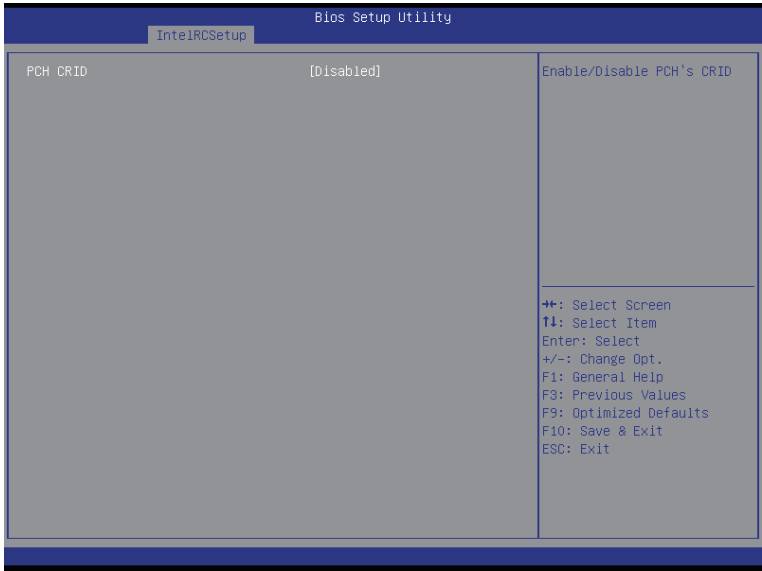 Bios Setup Utility
IntelRCSetup
PCH CRID [Disabled]
Enable/Disable PCH's CRID
→←: Select Screen
↑↓: Select Item
Enter: Select
+/-: Change Opt.
F1: General Help
F3: Previous Values
F9: Optimized Defaults
F10: Save & Exit
ESC: Exit